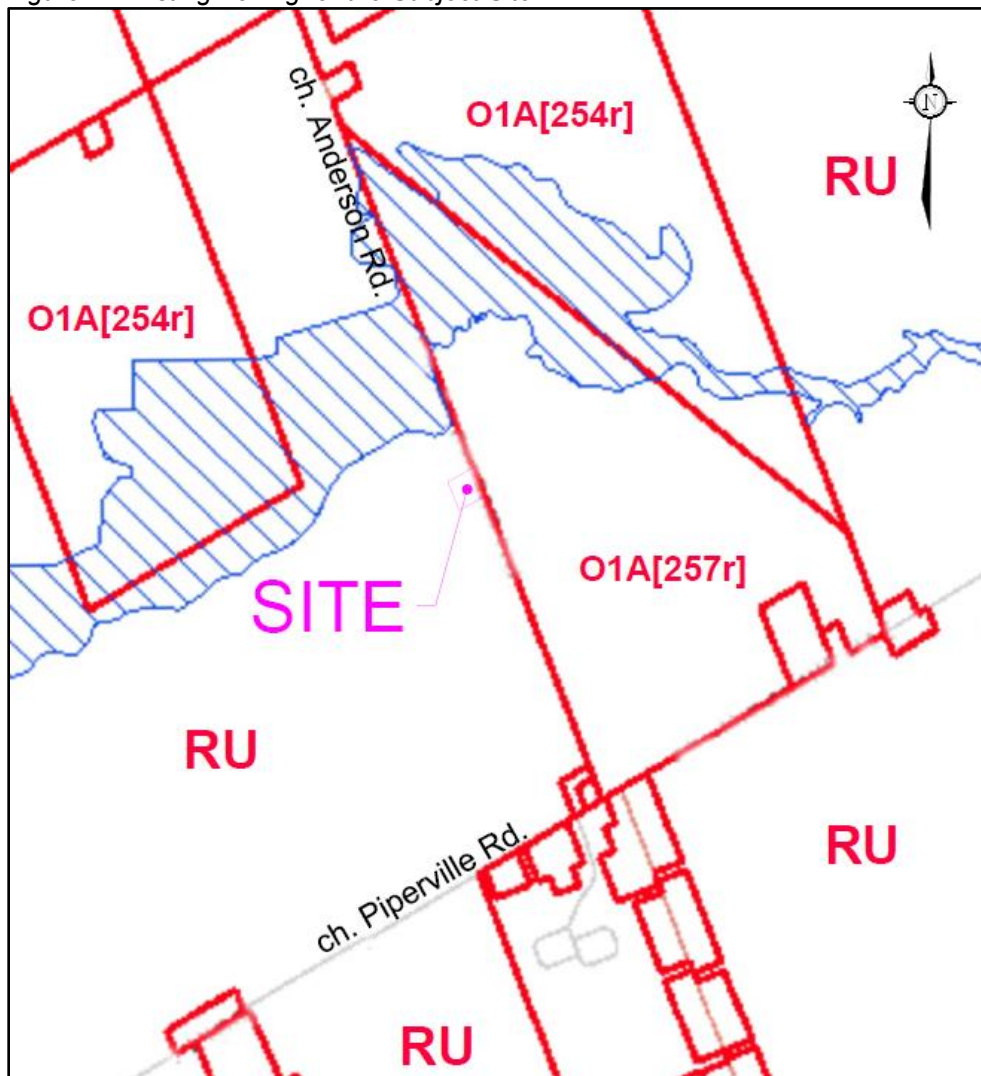 ch. Anderson Rd.
O1A[254r]
N
RU
O1A[254r]
SITE
O1A[257r]
RU
RU
ch. Piperville Rd.
RU